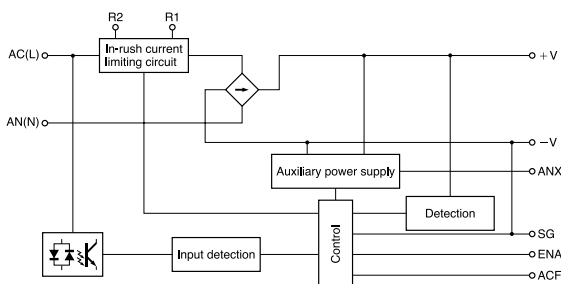 R2
R1
AC(L)
In-rush current
limiting circuit
+V
AN(N)
−V
Auxiliary power supply
ANX
Control
Detection
SG
Input detection
ENA
ACF